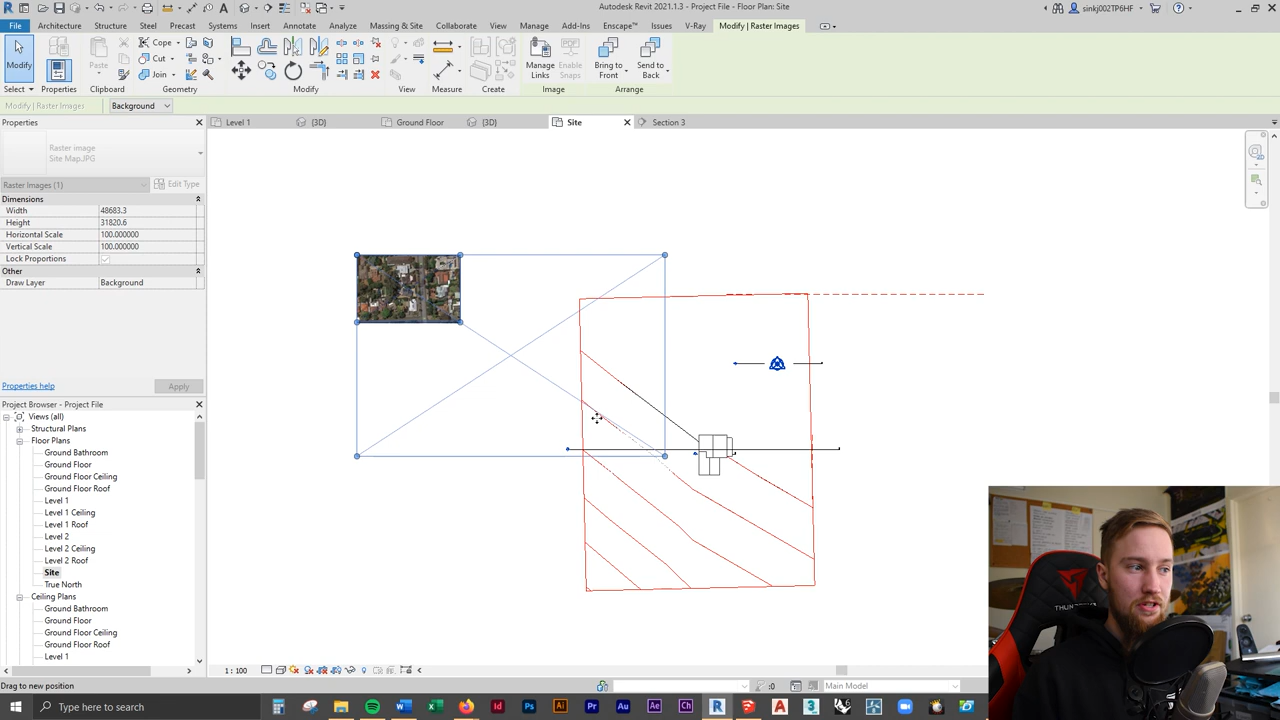 Autodesk Revit 2021.1.3 - Project File - Floor Plan: Site
sinkj002TP6HF
File Architecture Structure Steel Precast Systems Insert Annotate Analyze Massing & Site Collaborate View Manage Add-Ins Enscape™ Issues V-Ray Modify | Raster Images
Modify
Paste
Cope
Cut
Join
Manage Links
Enable Snaps
Bring to Front
Send to Back
Select Properties Clipboard Geometry Modify View Measure Create Image Arrange
Modify | Raster Images Background
Properties
Level 1 {3D} Ground Floor {3D} Site Section 3
Raster image
Site Map.JPG
Raster Images (1) Edit Type
Dimensions
Width 48683.3
Height 31820.6
Horizontal Scale 100.000000
Vertical Scale 100.000000
Lock Proportions
Other
Draw Layer Background
Properties help Apply
Project Browser - Project File
Views (all)
Structural Plans
Floor Plans
Ground Bathroom
Ground Floor
Ground Floor Ceiling
Ground Floor Roof
Level 1
Level 1 Ceiling
Level 1 Roof
Level 2
Level 2 Ceiling
Level 2 Roof
Site
True North
Ceiling Plans
Ground Bathroom
Ground Floor
Ground Floor Ceiling
Ground Floor Roof
Level 1
1 : 100
Drag to new position :0 Main Model
Type here to search